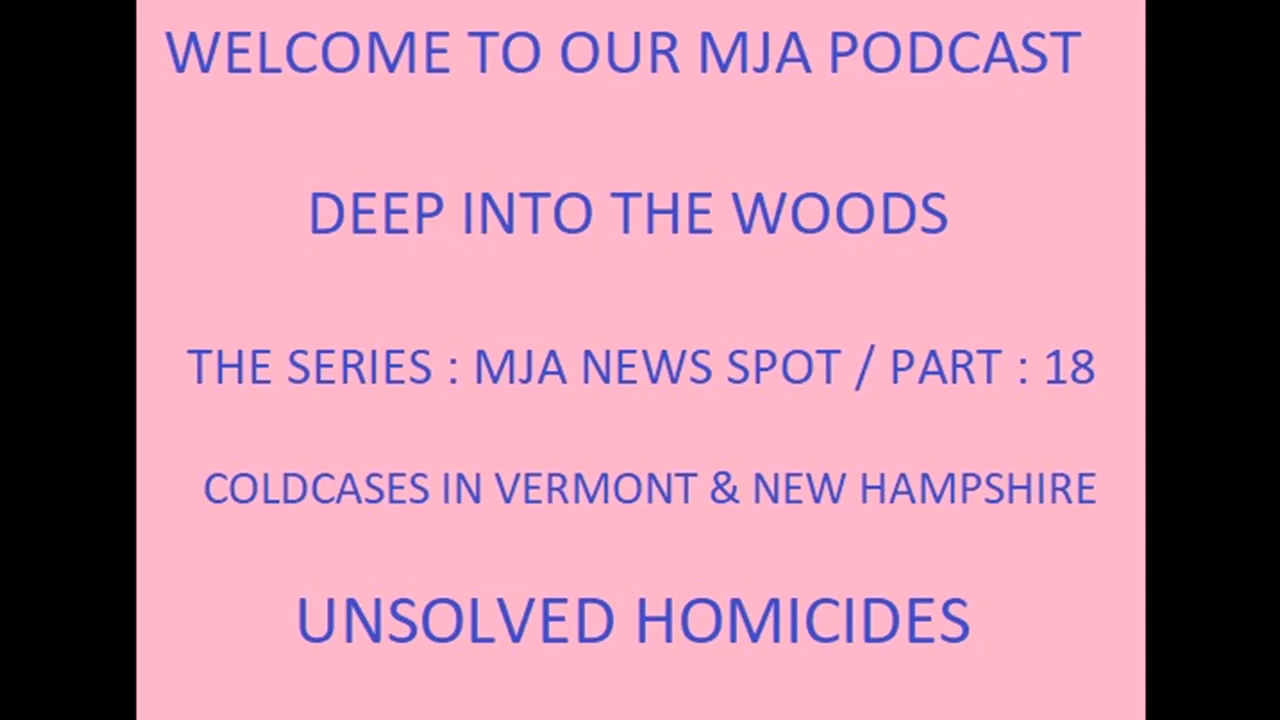 WELCOME TO OUR MJA PODCAST
DEEP INTO THE WOODS
THE SERIES : MJA NEWS SPOT / PART : 18
COLDCASES IN VERMONT & NEW HAMPSHIRE
UNSOLVED HOMICIDES